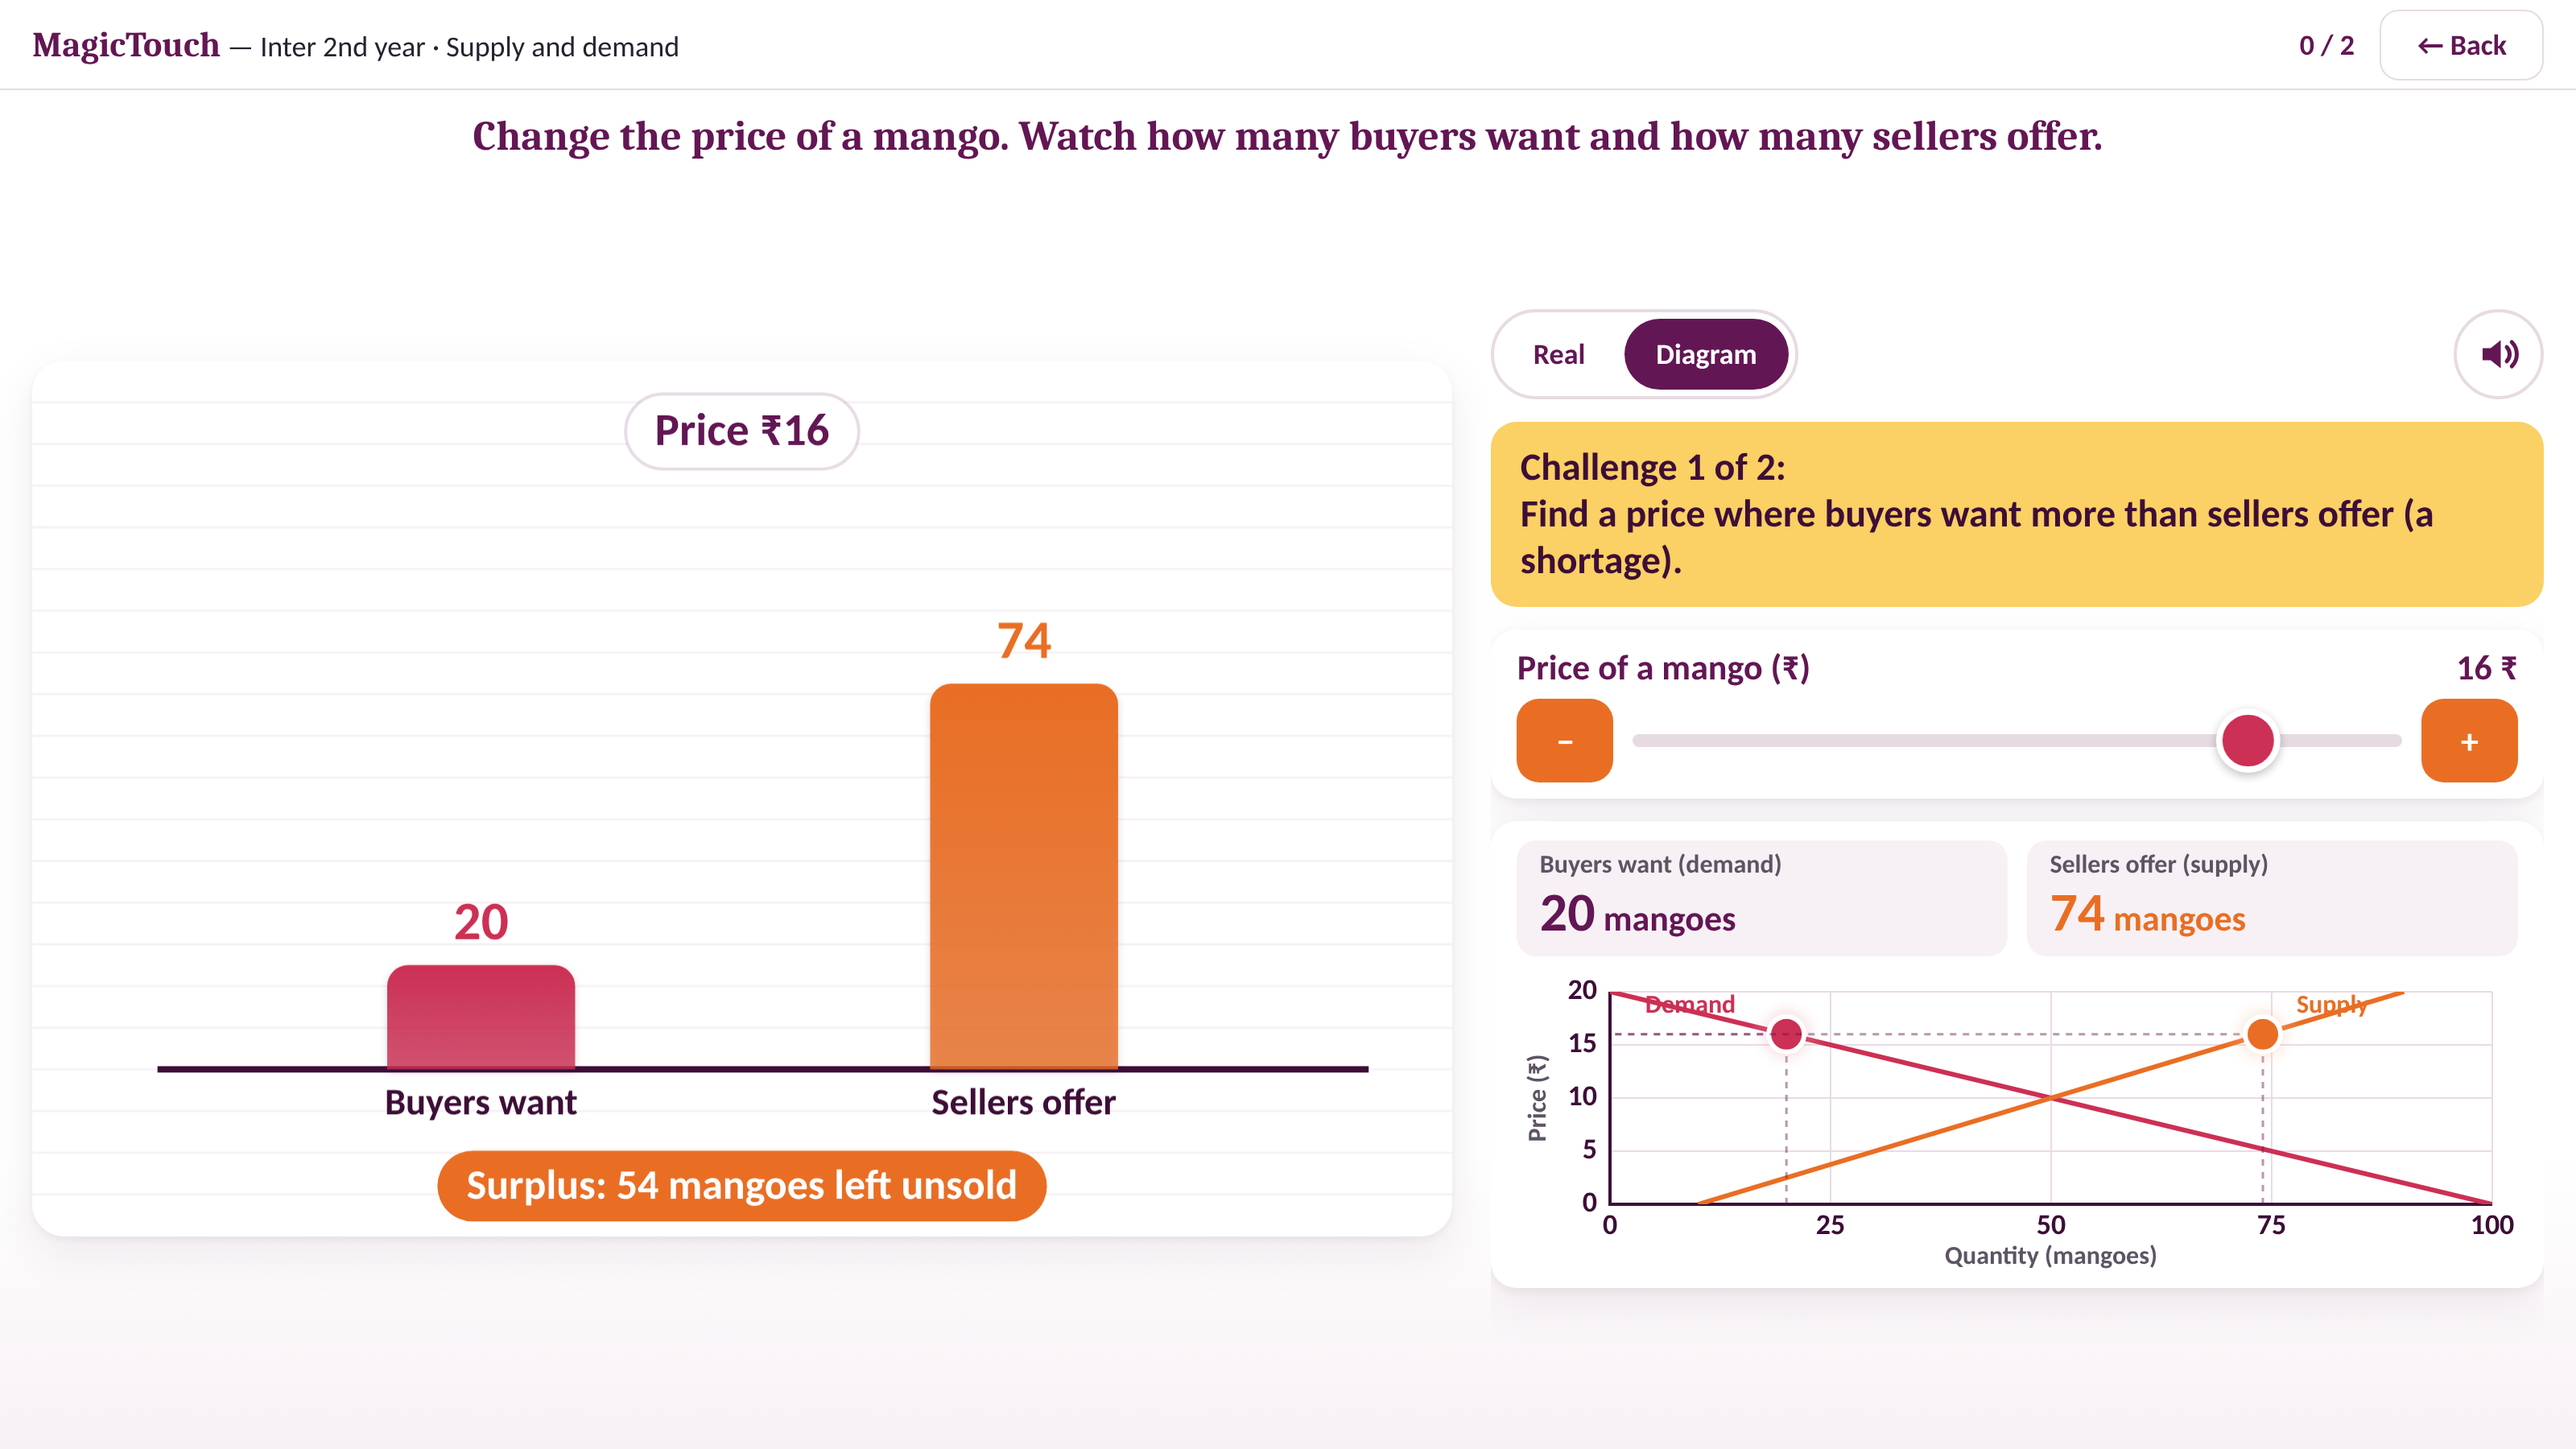 MagicTouch — Inter 2nd year · Supply and demand
0 / 2
← Back
Change the price of a mango. Watch how many buyers want and how many sellers offer.
Price ₹16
74
20
Buyers want
Sellers offer
Surplus: 54 mangoes left unsold
Real
Diagram
Challenge 1 of 2:
Find a price where buyers want more than sellers offer (a
shortage).
Price of a mango (₹)
16 ₹
–
+
Buyers want (demand)
20 mangoes
Sellers offer (supply)
74 mangoes
Demand
Supply
Price (₹)
20
15
10
5
0
0
25
50
75
100
Quantity (mangoes)